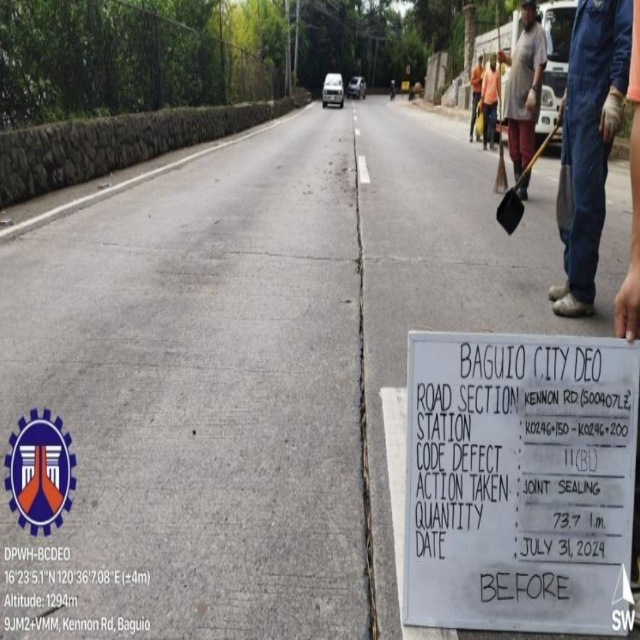 BAGUIO CITY DEO
ROAD SECTION KENNON RD (S00407LZ
STATION K0246+150 - K0246+200
CODE DEFECT 11(B1)
ACTION TAKEN JOINT SEALING
QUANTITY 73.7 l.m
DATE JULY 31, 2024
BEFORE
DPWH-BCDEO
16°23'5.1"N 120°36'7.08"E (±4m)
Altitude: 1294m
9JM2+VMM, Kennon Rd, Baguio
SW